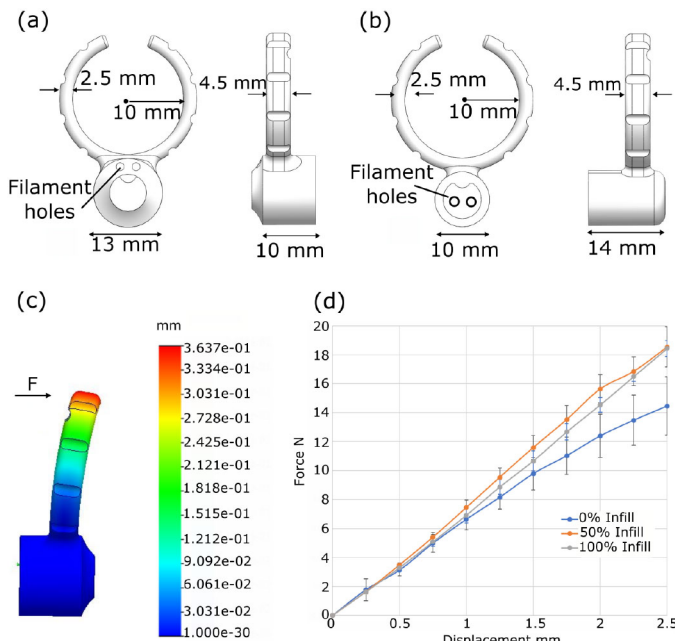 (a)
2.5 mm
10 mm
4.5 mm
Filament
holes
13 mm
10 mm
(b)
2.5 mm
10 mm
4.5 mm
Filament
holes
10 mm
14 mm
(c)
F
mm
3.637e-01
3.334e-01
3.031e-01
2.728e-01
2.425e-01
2.121e-01
1.818e-01
1.515e-01
1.212e-01
9.092e-02
6.061e-02
3.031e-02
1.000e-30
(d)
Force N
20
18
16
14
12
10
8
6
4
2
0
0% Infill
50% Infill
100% Infill
0 0.5 1.0 1.5 2.0 2.5
Displacement mm